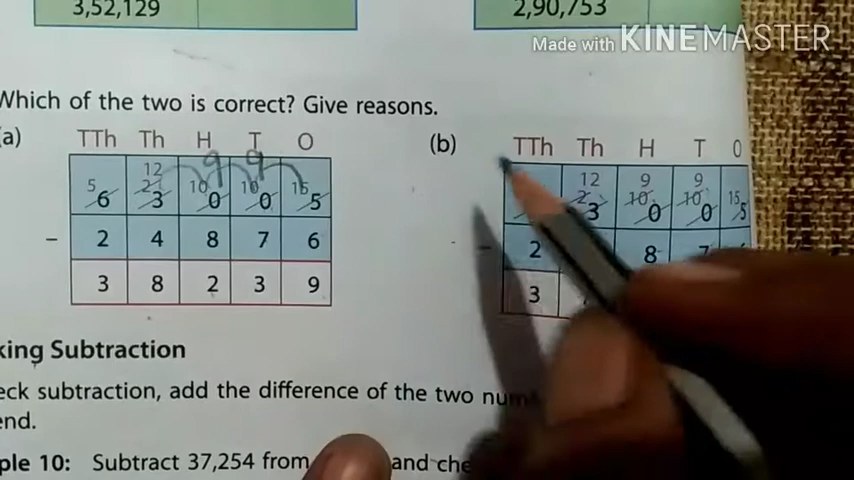 3,52,129
2,90,753
Made with KINEMASTER
Which of the two is correct? Give reasons.
(a) TTh Th H T O
9 9
12
5 2 10 10 15
6 3 0 0 5
− 2 4 8 7 6
3 8 2 3 9
(b) TTh Th H T O
12 9 9
2 10 10 15
3 0 0 5
− 2 8 7
3
king Subtraction
eck subtraction, add the difference of the two num
end.
ple 10: Subtract 37,254 from and che